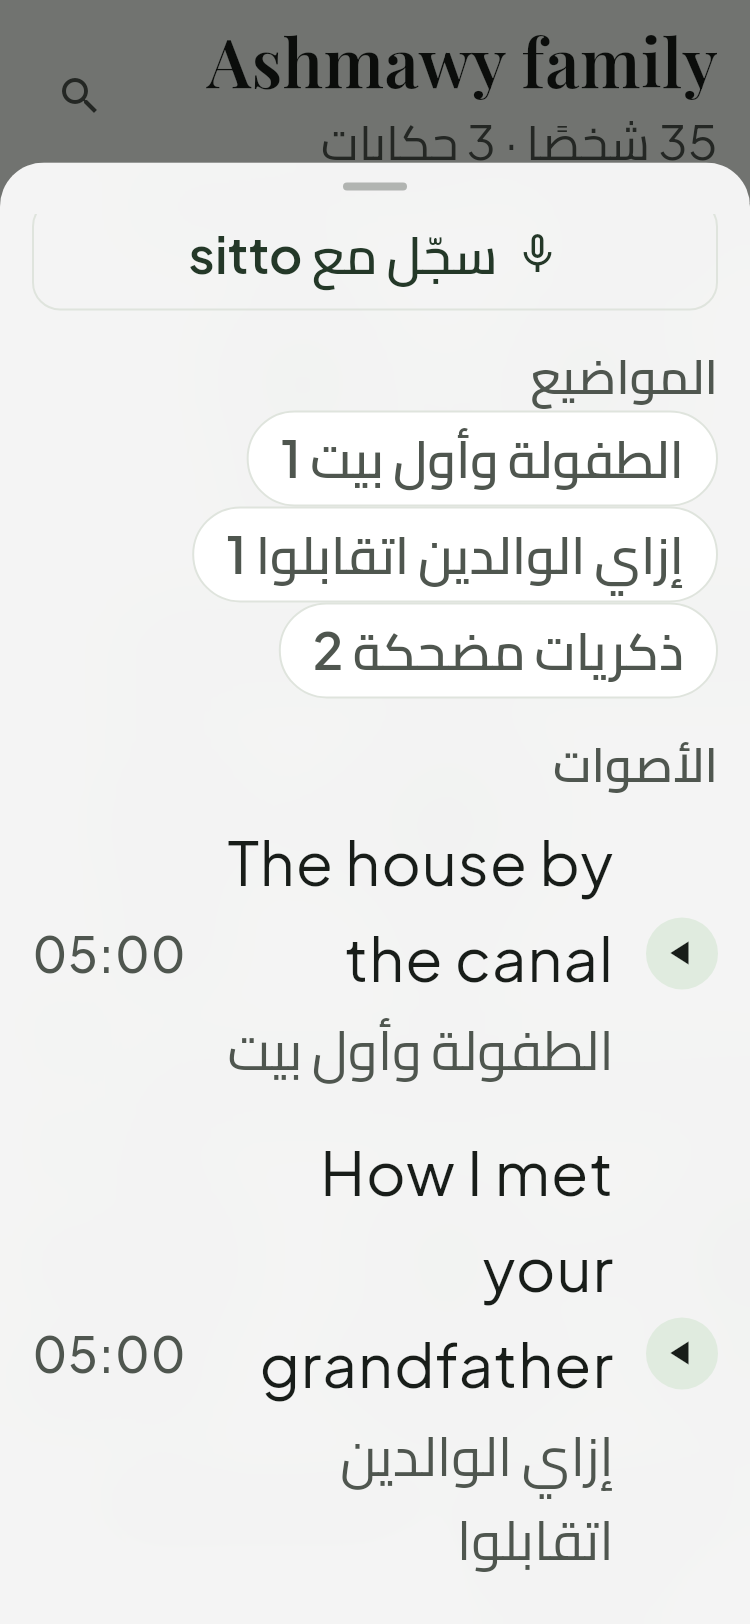 Ashmawy family
35 شخصًا · 3 حكايات
سجّل مع sitto
المواضيع
الطفولة وأول بيت 1
إزاي الوالدين اتقابلوا 1
ذكريات مضحكة 2
الأصوات
The house by
the canal
05:00
الطفولة وأول بيت
How I met
your
grandfather
05:00
إزاي الوالدين
اتقابلوا